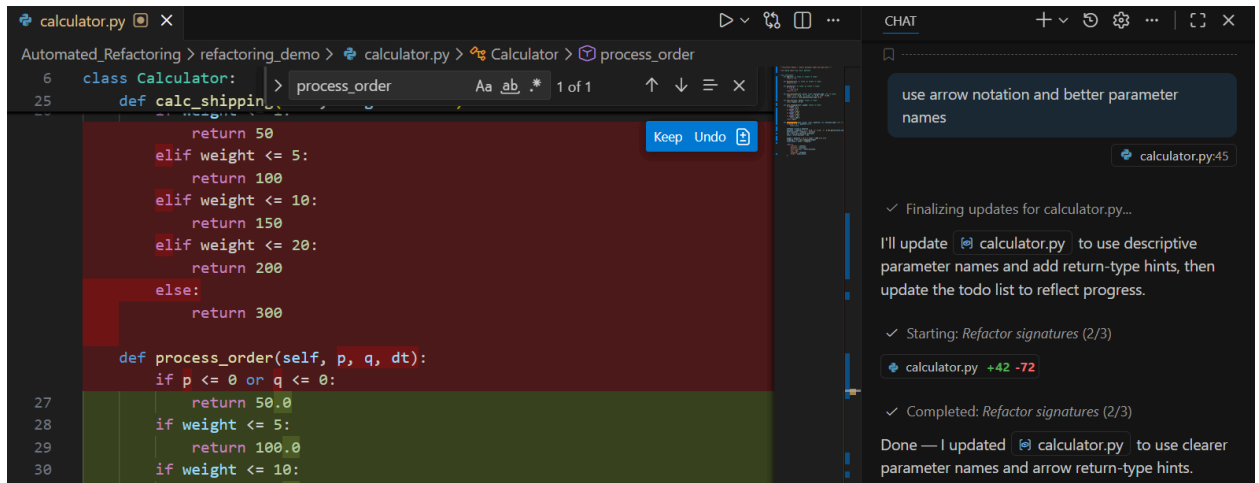 calculator.py
Automated_Refactoring > refactoring_demo > calculator.py > Calculator > process_order
6 class Calculator:
25 def calc_shipping(
process_order Aa ab .* 1 of 1
return 50
Keep Undo
elif weight <= 5:
return 100
elif weight <= 10:
return 150
elif weight <= 20:
return 200
else:
return 300
def process_order(self, p, q, dt):
if p <= 0 or q <= 0:
27 return 50.0
28 if weight <= 5:
29 return 100.0
30 if weight <= 10:
CHAT
use arrow notation and better parameter
names
calculator.py:45
Finalizing updates for calculator.py...
I'll update calculator.py to use descriptive
parameter names and add return-type hints, then
update the todo list to reflect progress.
Starting: Refactor signatures (2/3)
calculator.py +42 -72
Completed: Refactor signatures (2/3)
Done — I updated calculator.py to use clearer
parameter names and arrow return-type hints.